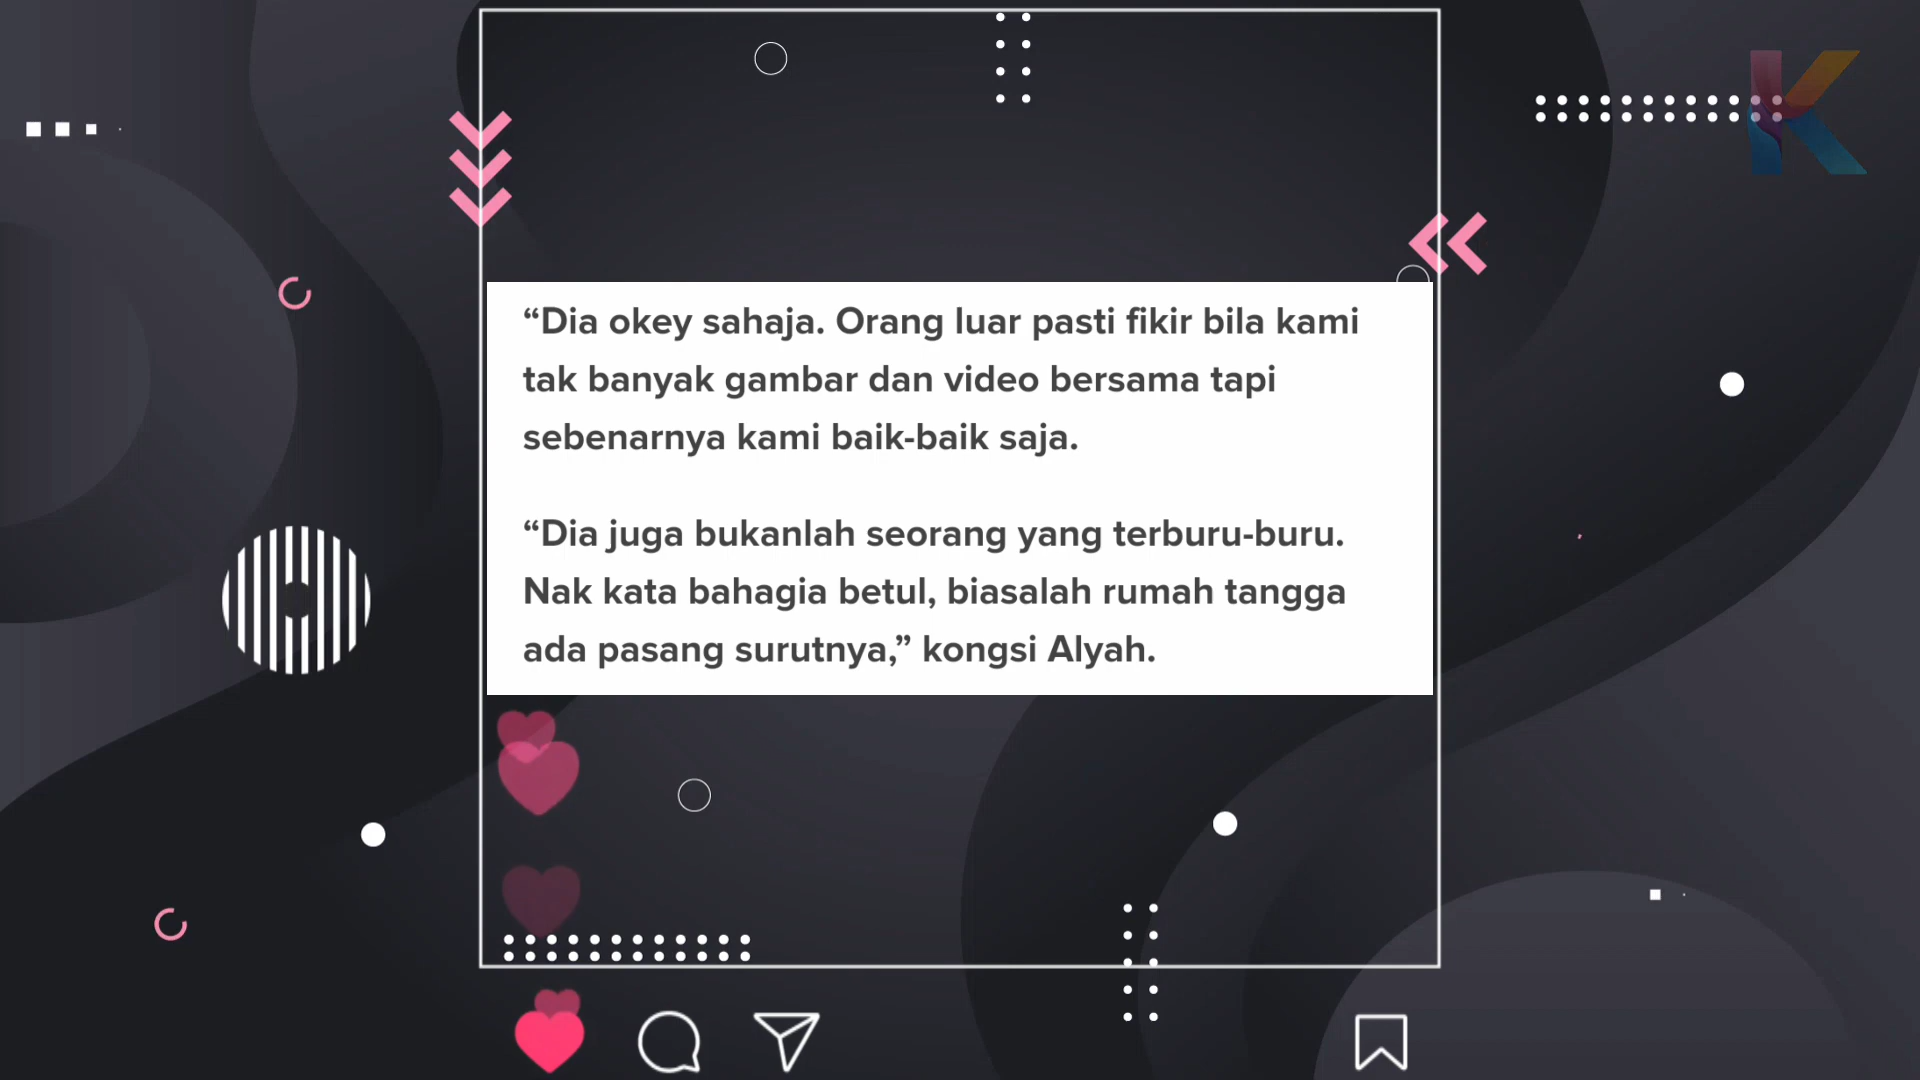 “Dia okey sahaja. Orang luar pasti fikir bila kami
tak banyak gambar dan video bersama tapi
sebenarnya kami baik-baik saja.
“Dia juga bukanlah seorang yang terburu-buru.
Nak kata bahagia betul, biasalah rumah tangga
ada pasang surutnya,” kongsi Alyah.
K